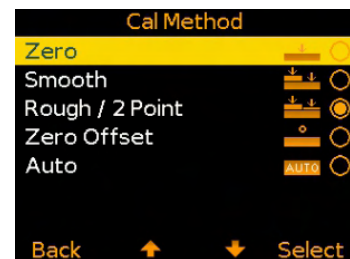 Cal Method
Zero
Smooth
Rough / 2 Point
Zero Offset
Auto AUTO
Back Select